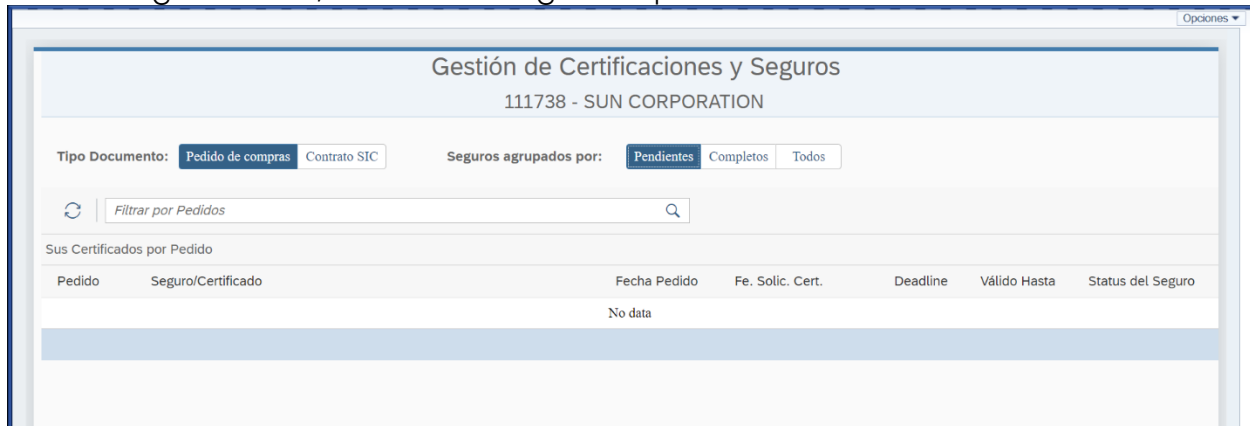 Opciones
Gestión de Certificaciones y Seguros
111738 - SUN CORPORATION
Tipo Documento: Pedido de compras Contrato SIC Seguros agrupados por: Pendientes Completos Todos
Filtrar por Pedidos
Sus Certificados por Pedido
Pedido Seguro/Certificado Fecha Pedido Fe. Solic. Cert. Deadline Válido Hasta Status del Seguro
No data